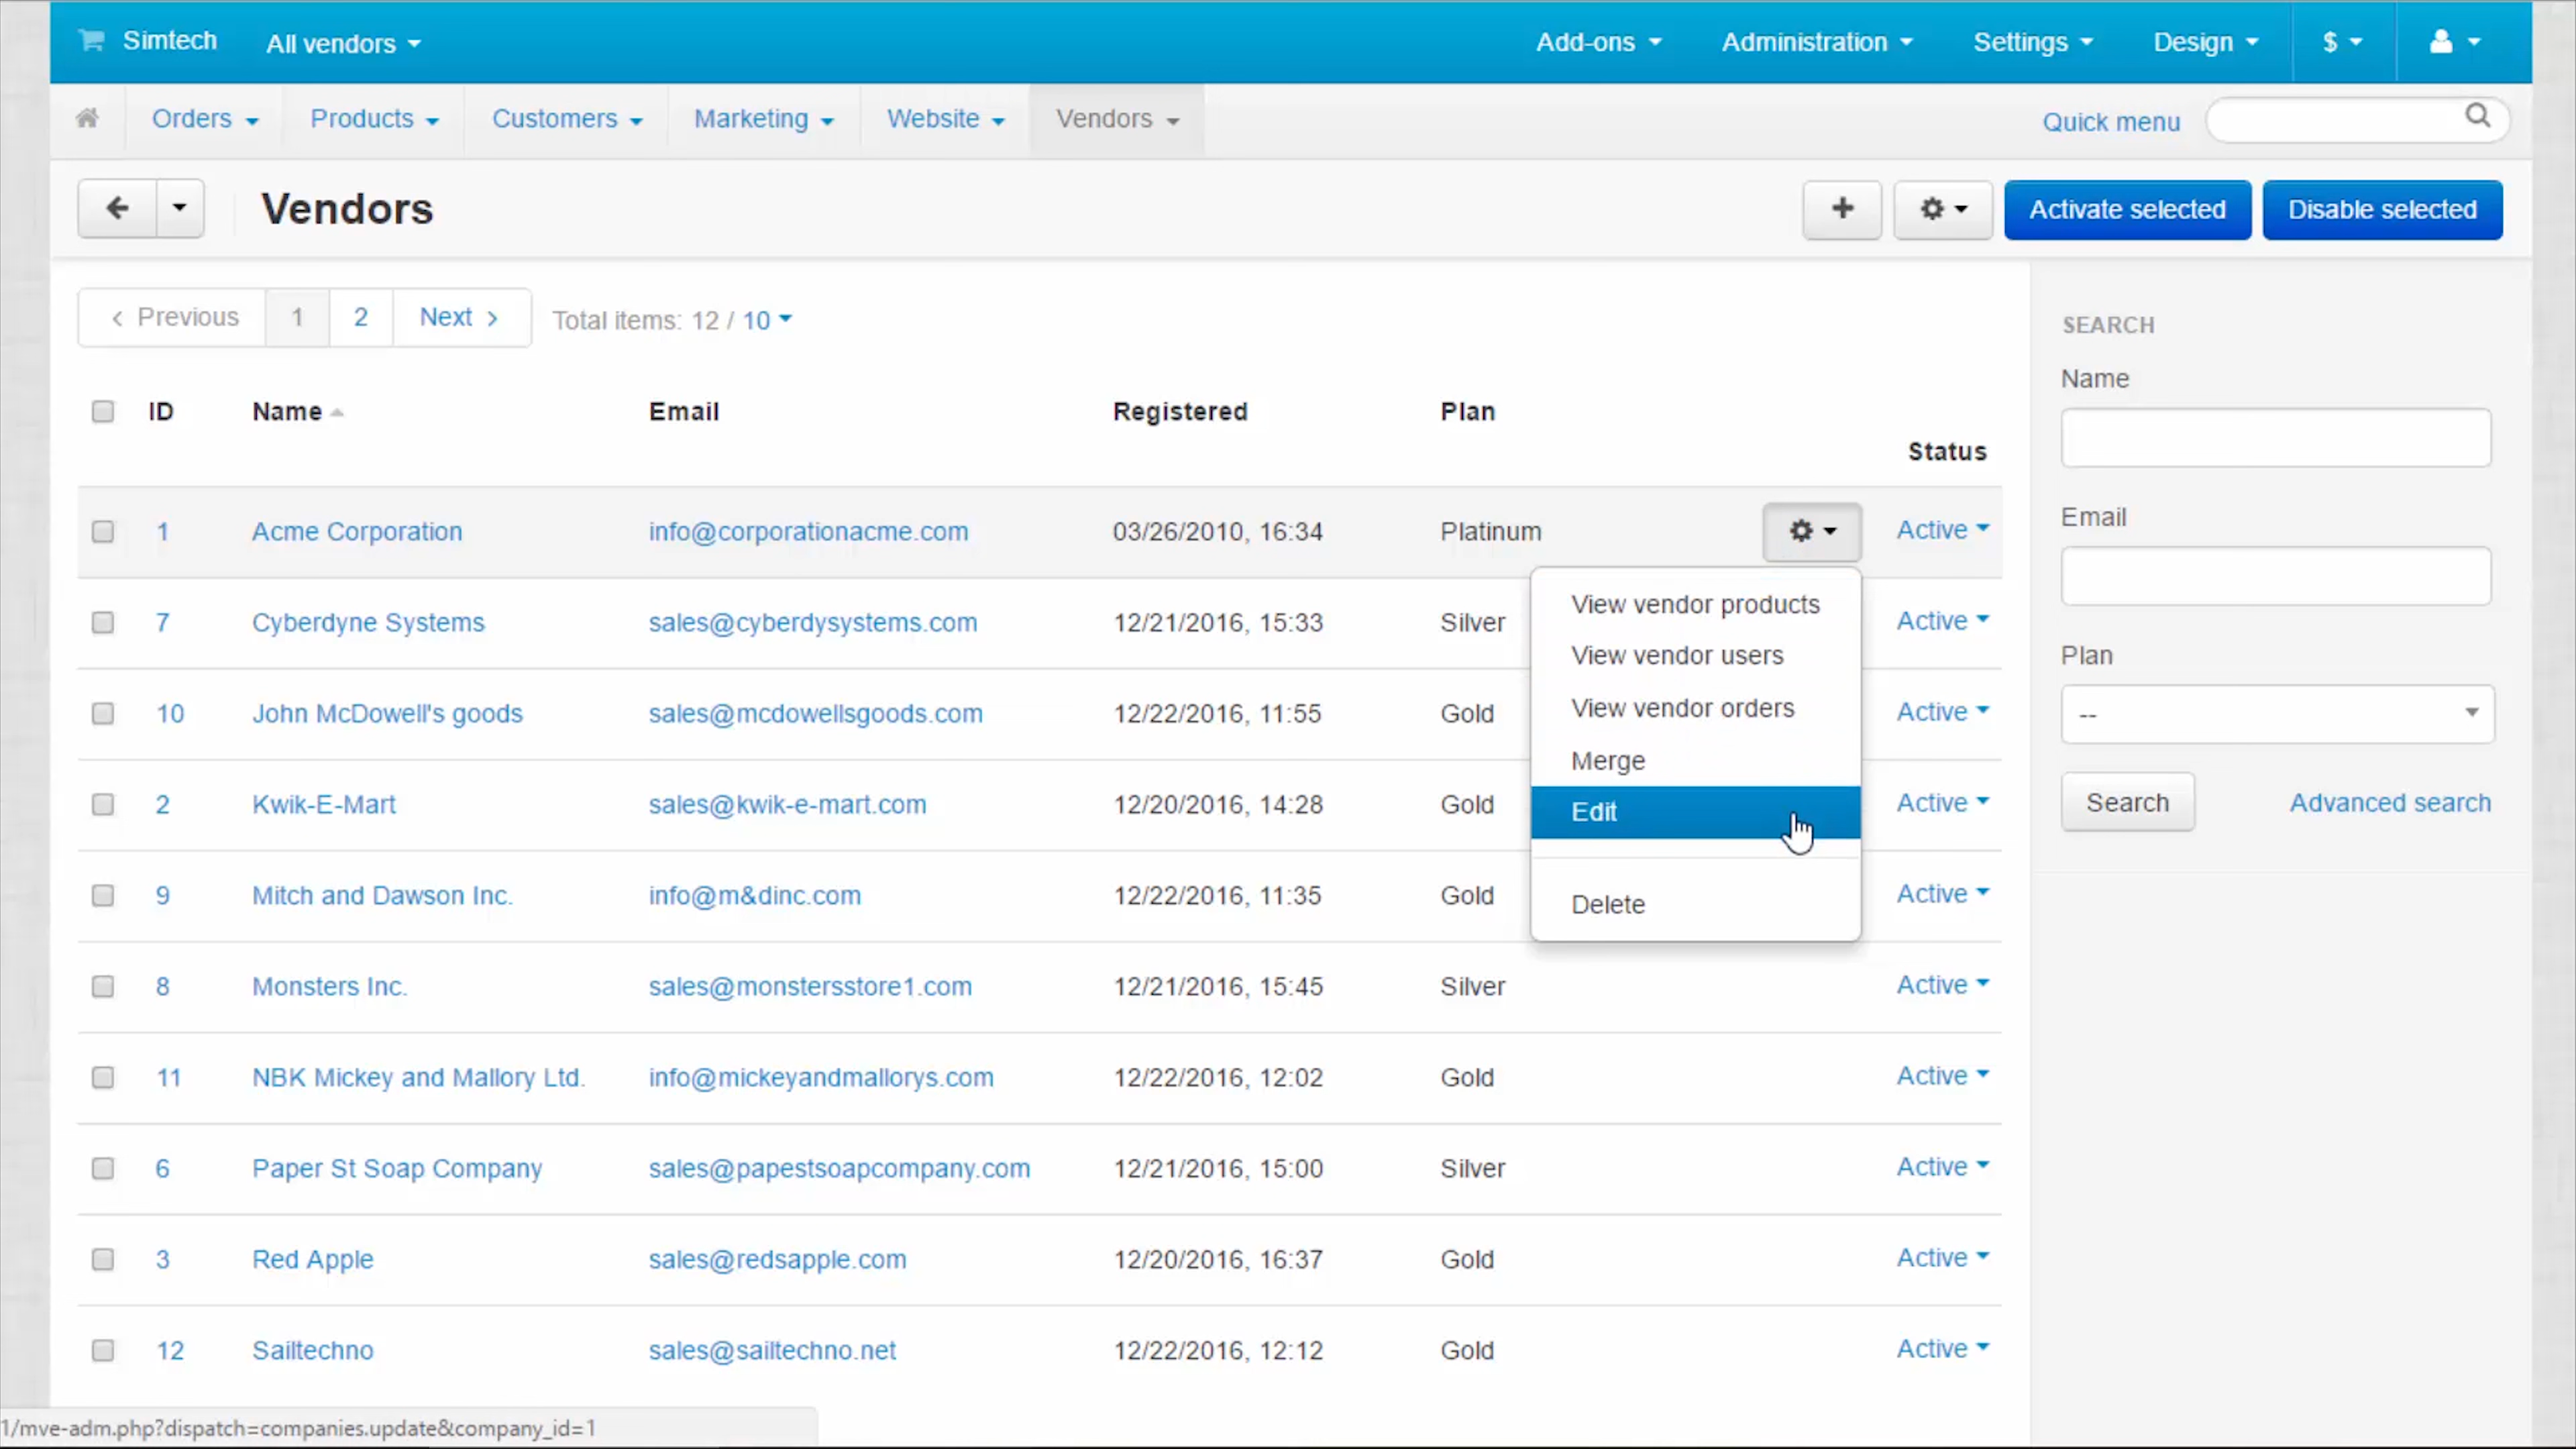 Simtech All vendors Add-ons Administration Settings Design $
Orders Products Customers Marketing Website Vendors Quick menu
Vendors + Activate selected Disable selected
Previous 1 2 Next Total items: 12 / 10
SEARCH
Name
Email
Plan
--
Search Advanced search
ID Name Email Registered Plan Status
1 Acme Corporation info@corporationacme.com 03/26/2010, 16:34 Platinum Active
7 Cyberdyne Systems sales@cyberdysystems.com 12/21/2016, 15:33 Silver Active
10 John McDowell's goods sales@mcdowellsgoods.com 12/22/2016, 11:55 Gold Active
2 Kwik-E-Mart sales@kwik-e-mart.com 12/20/2016, 14:28 Gold Active
9 Mitch and Dawson Inc. info@m&dinc.com 12/22/2016, 11:35 Gold Active
8 Monsters Inc. sales@monstersstore1.com 12/21/2016, 15:45 Silver Active
11 NBK Mickey and Mallory Ltd. info@mickeyandmallorys.com 12/22/2016, 12:02 Gold Active
6 Paper St Soap Company sales@papestsoapcompany.com 12/21/2016, 15:00 Silver Active
3 Red Apple sales@redsapple.com 12/20/2016, 16:37 Gold Active
12 Sailtechno sales@sailtechno.net 12/22/2016, 12:12 Gold Active
View vendor products
View vendor users
View vendor orders
Merge
Edit
Delete
1/mve-adm.php?dispatch=companies.update&company_id=1